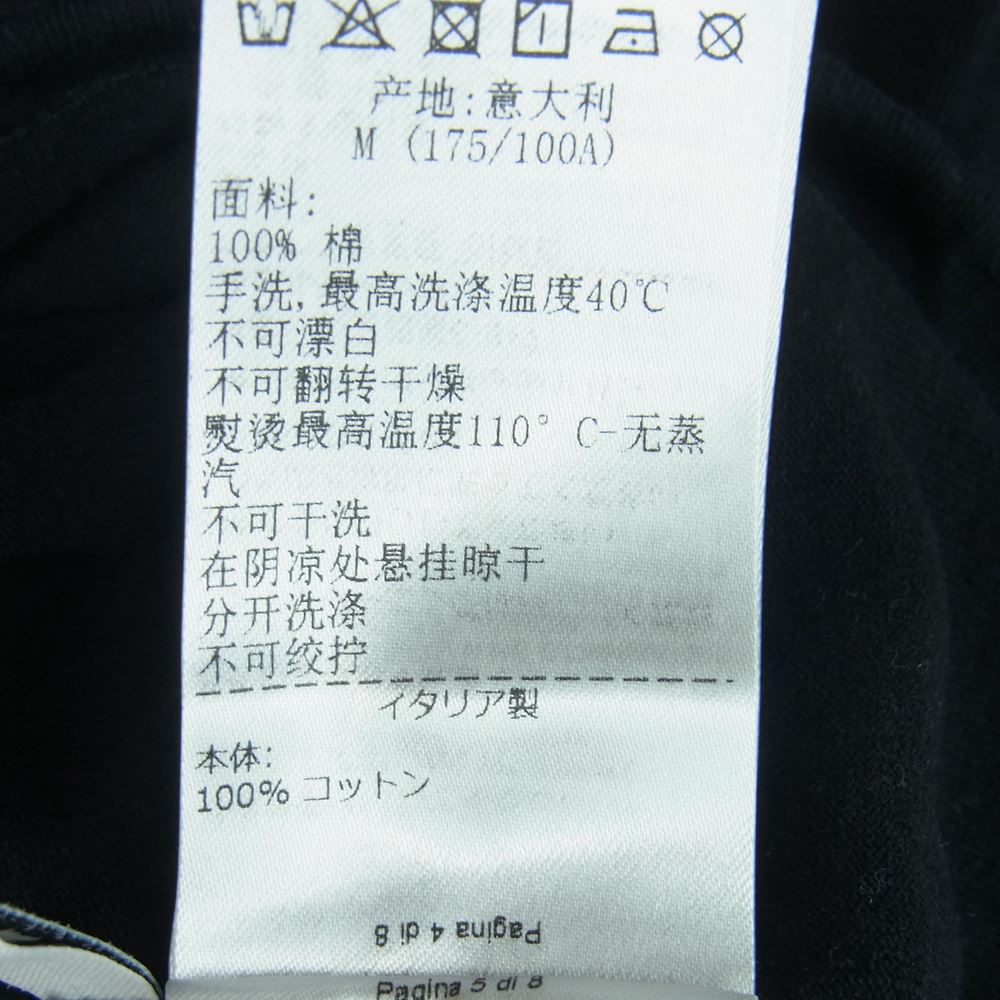 产地:意大利
M (175/100A)
面料:
100% 棉
手洗,最高洗涤温度40℃
不可漂白
不可翻转干燥
熨烫最高温度110° C-无蒸
汽
不可干洗
在阴凉处悬挂晾干
分开洗涤
不可绞拧
イタリア製
本体:
100% コットン
Pagina 4 di 8
Pagina 5 di 8